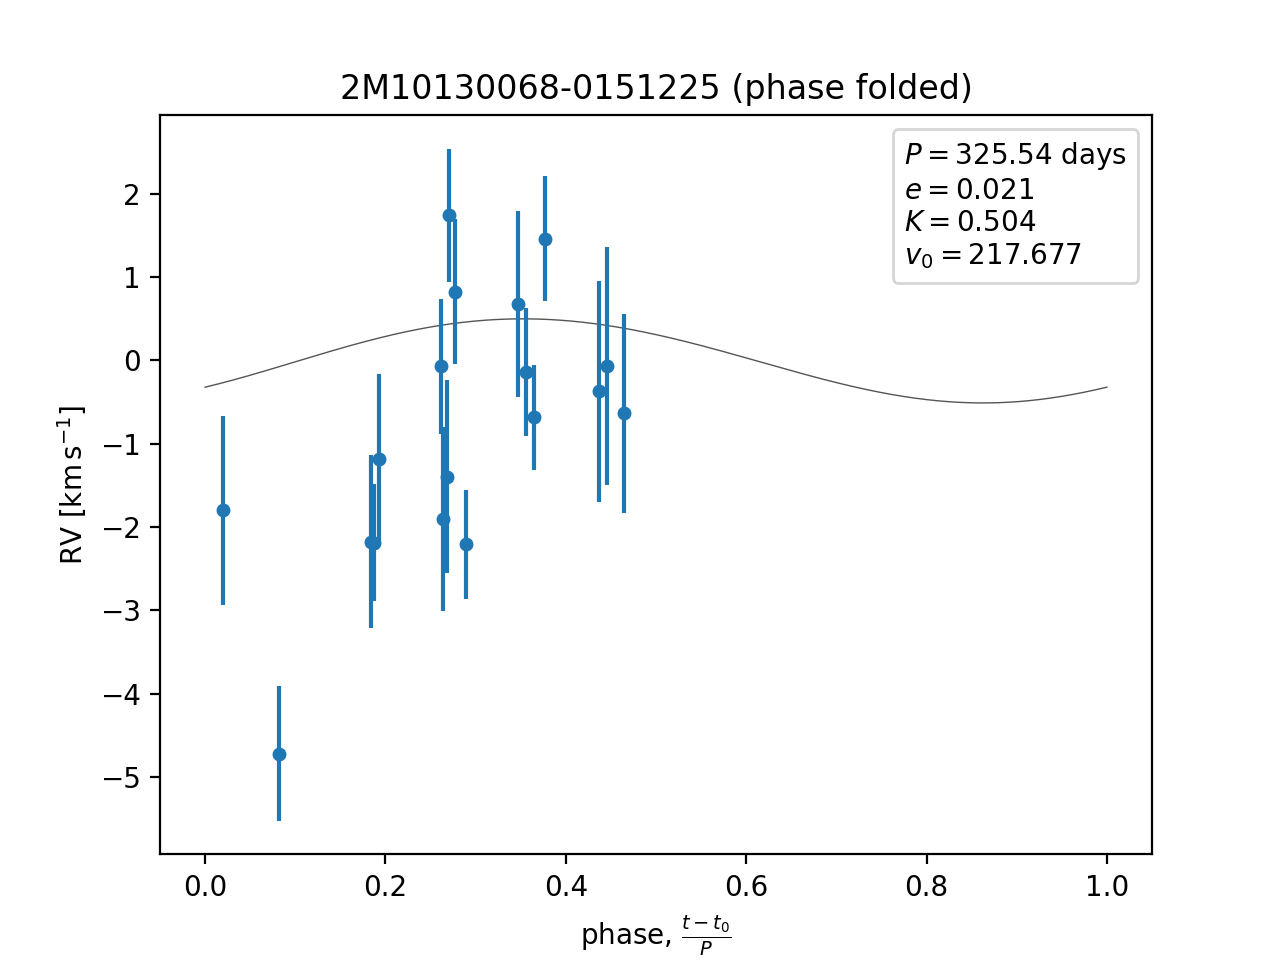 2M10130068-0151225 (phase folded)
P = 325.54 days
e = 0.021
K = 0.504
v₀ = 217.677
2
1
0
−1
−2
−3
−4
−5
RV [km s⁻¹]
0.0 0.2 0.4 0.6 0.8 1.0
phase, (t − t₀)/P